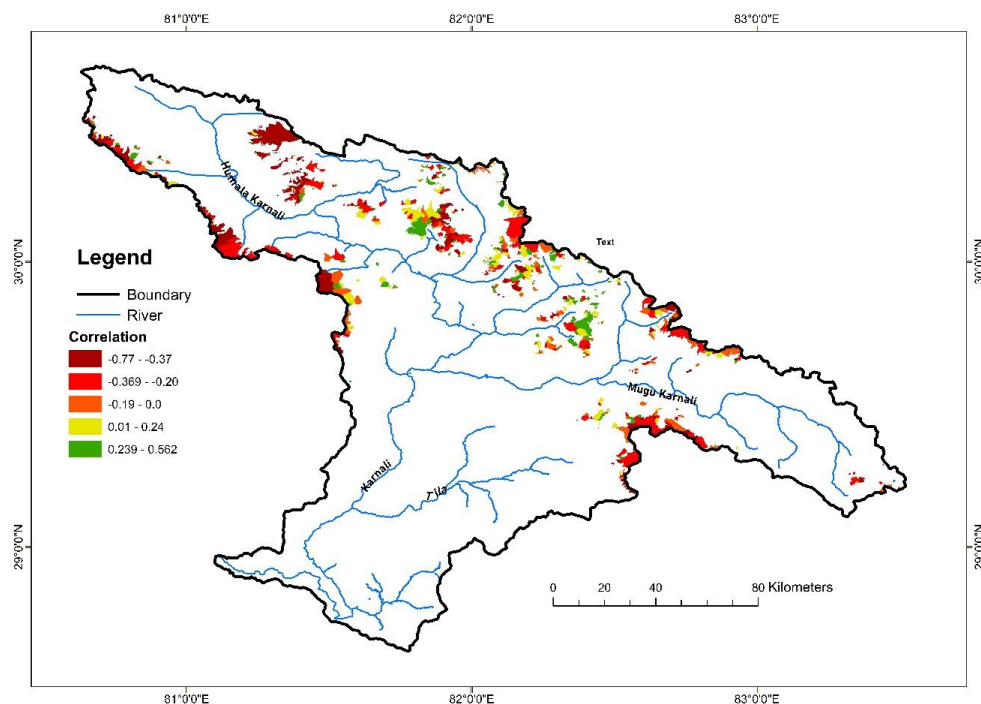 81°0'0"E 82°0'0"E 83°0'0"E
Humala Karnali
Text
30°0'0"N 30°0'0"N
Legend
Boundary
River
Correlation
-0.77 - -0.37
-0.369 - -0.20
-0.19 - 0.0
0.01 - 0.24
0.239 - 0.562
Mugu Karnali
Karnali
Tila
29°0'0"N 29°0'0"N
0 20 40 80 Kilometers
81°0'0"E 82°0'0"E 83°0'0"E